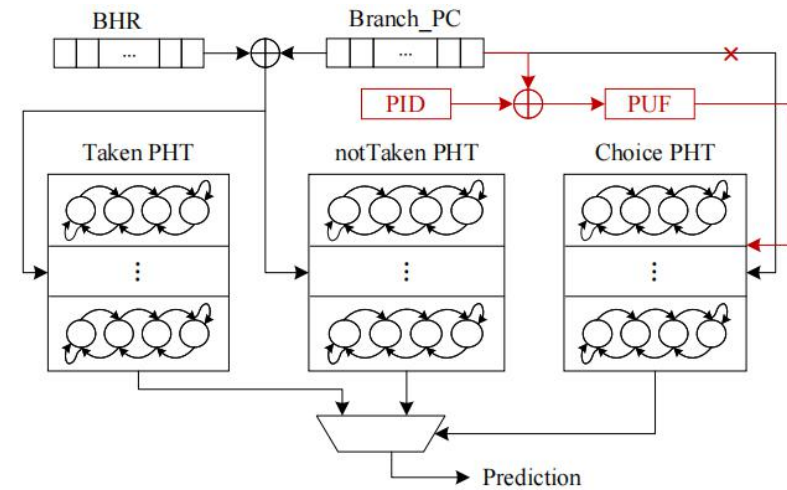 BHR
Branch_PC
...
...
PID
PUF
Taken PHT
notTaken PHT
Choice PHT
⋮
⋮
⋮
Prediction